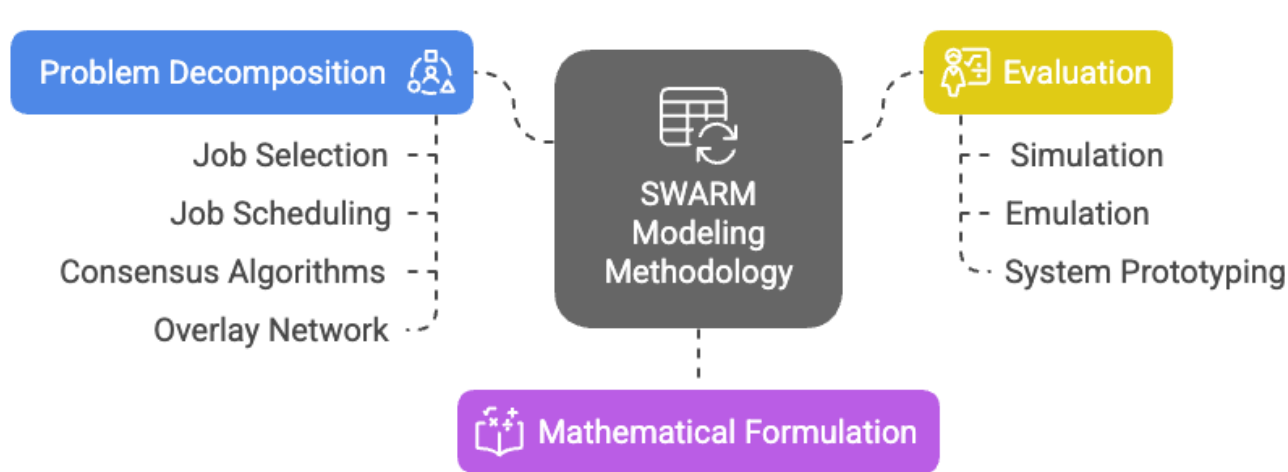 Problem Decomposition
Job Selection
Job Scheduling
Consensus Algorithms
Overlay Network
SWARM
Modeling
Methodology
Evaluation
Simulation
Emulation
System Prototyping
Mathematical Formulation